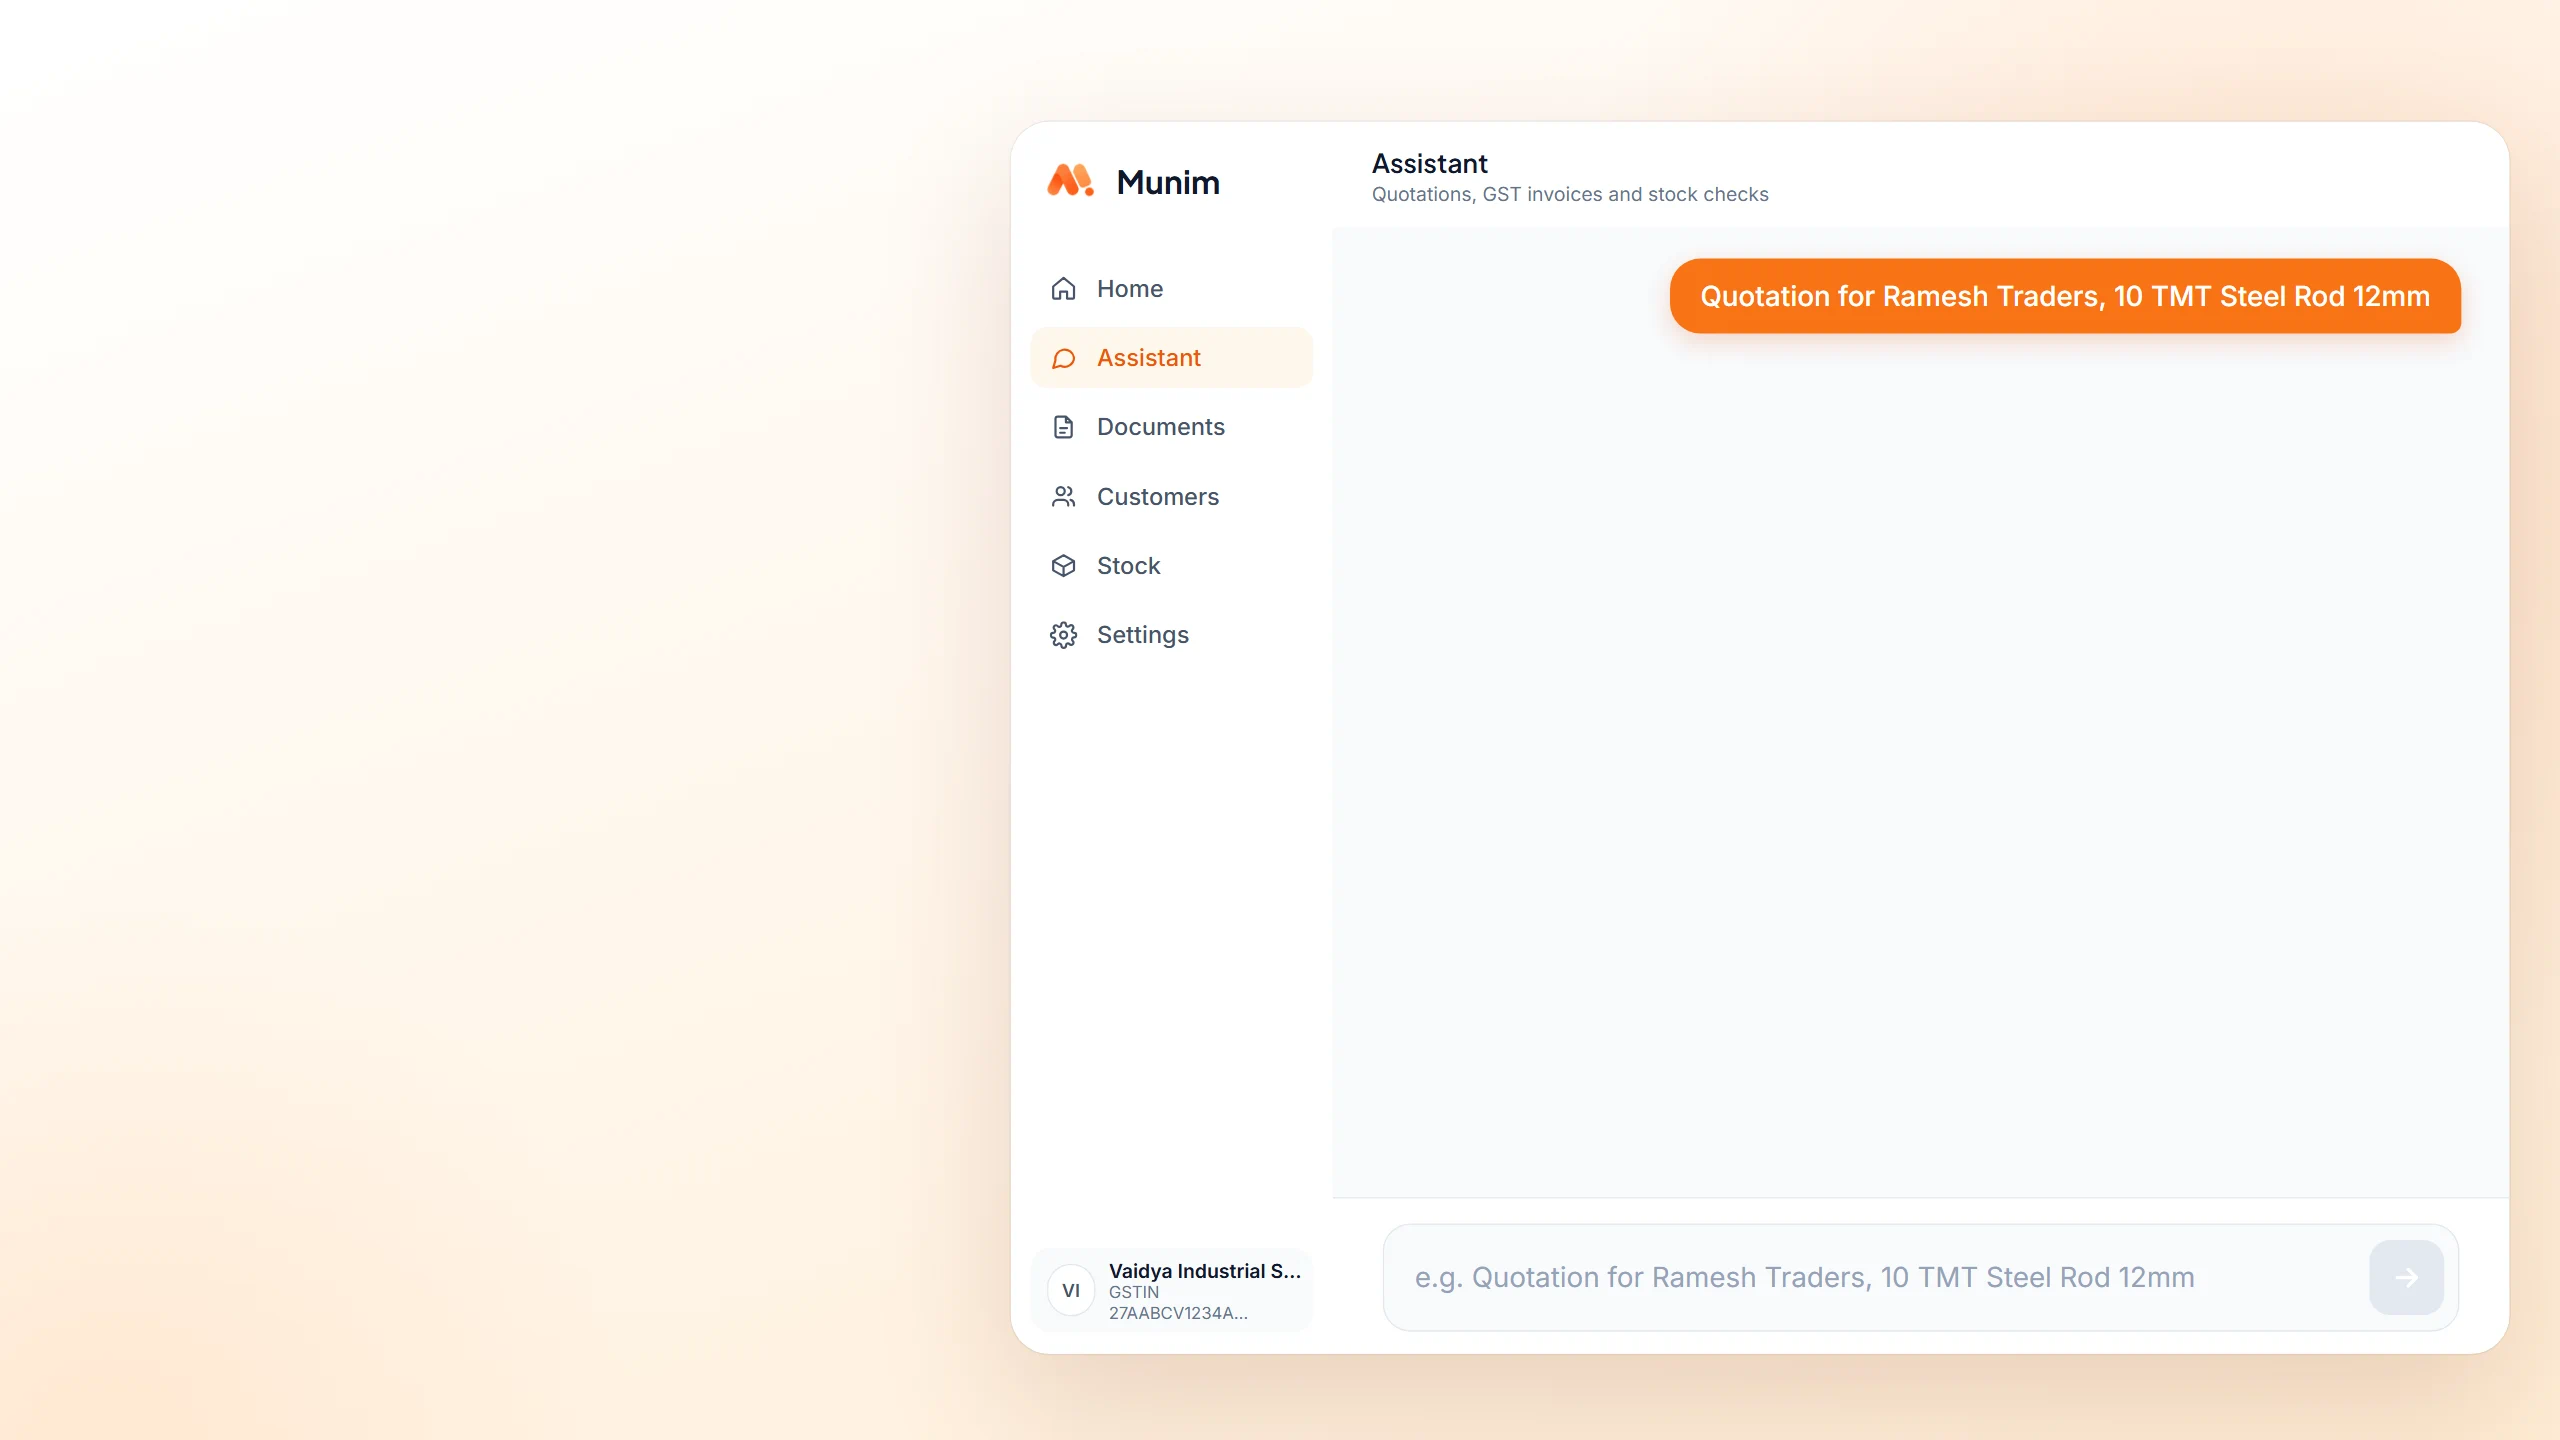 Munim
Home
Assistant
Documents
Customers
Stock
Settings
VI
Vaidya Industrial S...
GSTIN
27AABCV1234A...
Assistant
Quotations, GST invoices and stock checks
Quotation for Ramesh Traders, 10 TMT Steel Rod 12mm
e.g. Quotation for Ramesh Traders, 10 TMT Steel Rod 12mm